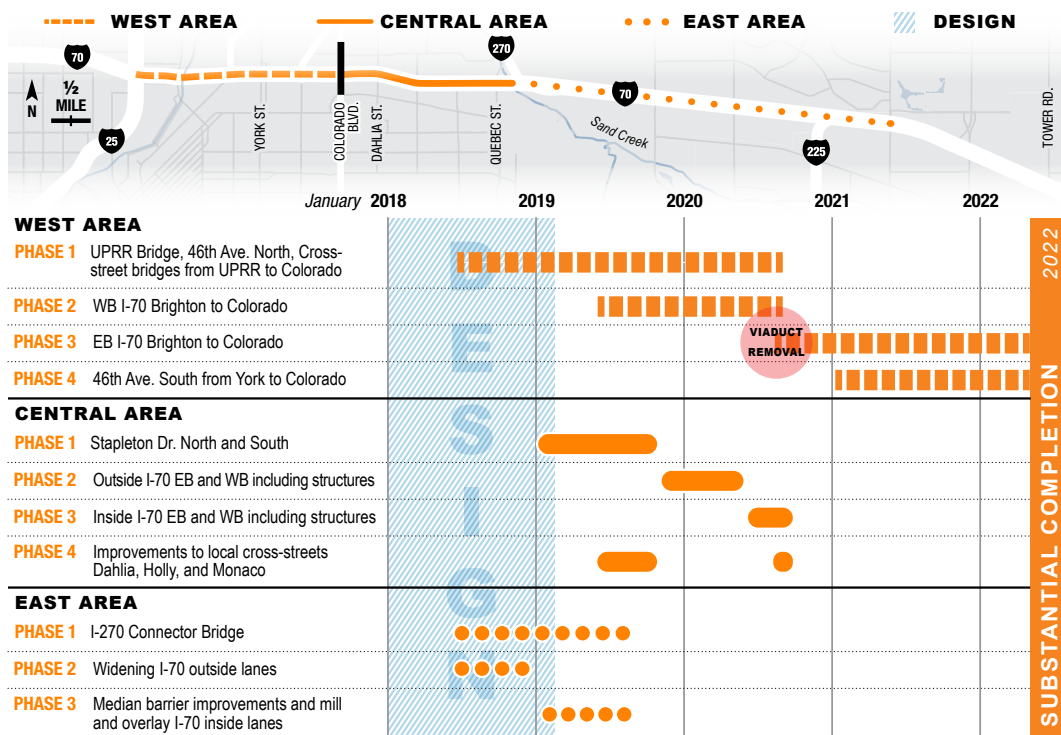 WEST AREA
CENTRAL AREA
EAST AREA
DESIGN
70
270
N
½
MILE
25
YORK ST.
COLORADO
BLVD.
DAHLIA ST.
QUEBEC ST.
Sand Creek
70
225
TOWER RD.
January 2018
2019
2020
2021
2022
WEST AREA
PHASE 1 UPRR Bridge, 46th Ave. North, Cross-
street bridges from UPRR to Colorado
PHASE 2 WB I-70 Brighton to Colorado
PHASE 3 EB I-70 Brighton to Colorado
VIADUCT
REMOVAL
PHASE 4 46th Ave. South from York to Colorado
CENTRAL AREA
PHASE 1 Stapleton Dr. North and South
PHASE 2 Outside I-70 EB and WB including structures
PHASE 3 Inside I-70 EB and WB including structures
PHASE 4 Improvements to local cross-streets
Dahlia, Holly, and Monaco
EAST AREA
PHASE 1 I-270 Connector Bridge
PHASE 2 Widening I-70 outside lanes
PHASE 3 Median barrier improvements and mill
and overlay I-70 inside lanes
DESIGN
SUBSTANTIAL COMPLETION 2022